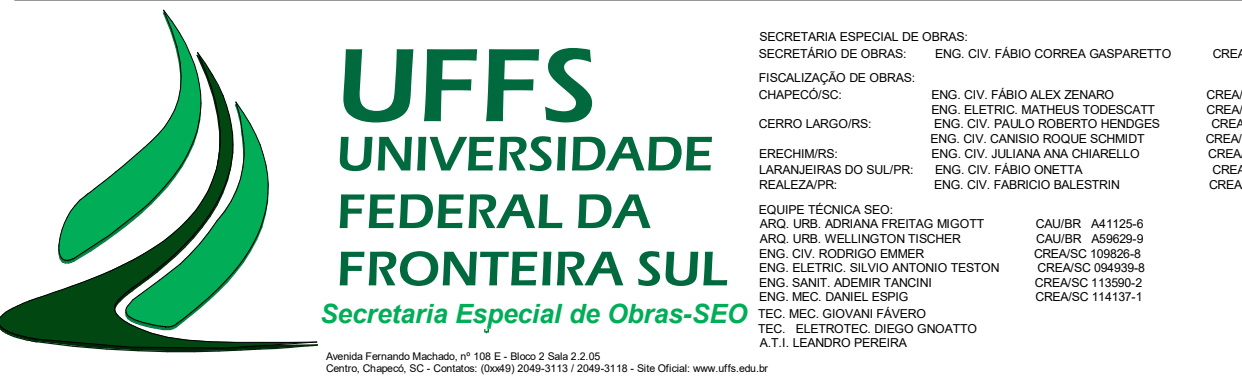 UFFS
UNIVERSIDADE
FEDERAL DA
FRONTEIRA SUL
Secretaria Especial de Obras-SEO
Avenida Fernando Machado, nº 108 E - Bloco 2 Sala 2.2.05
Centro, Chapecó, SC - Contatos: (0xx49) 2049-3113 / 2049-3118 - Site Oficial: www.uffs.edu.br
SECRETARIA ESPECIAL DE OBRAS:
SECRETÁRIO DE OBRAS: ENG. CIV. FÁBIO CORREA GASPARETTO CREA
FISCALIZAÇÃO DE OBRAS:
CHAPECÓ/SC: ENG. CIV. FÁBIO ALEX ZENARO CREA/
ENG. ELETRIC. MATHEUS TODESCATT CREA/
CERRO LARGO/RS: ENG. CIV. PAULO ROBERTO HENDGES CREA
ENG. CIV. CANISIO ROQUE SCHMIDT CREA/
ERECHIM/RS: ENG. CIV. JULIANA ANA CHIARELLO CREA/
LARANJEIRAS DO SUL/PR: ENG. CIV. FÁBIO ONETTA CREA
REALEZA/PR: ENG. CIV. FABRICIO BALESTRIN CREA
EQUIPE TÉCNICA SEO:
ARQ. URB. ADRIANA FREITAG MIGOTT CAU/BR A41125-6
ARQ. URB. WELLINGTON TISCHER CAU/BR A59629-9
ENG. CIV. RODRIGO EMMER CREA/SC 109826-8
ENG. ELETRIC. SILVIO ANTONIO TESTON CREA/SC 094939-8
ENG. SANIT. ADEMIR TANCINI CREA/SC 113590-2
ENG. MEC. DANIEL ESPIG CREA/SC 114137-1
TEC. MEC. GIOVANI FÁVERO
TEC. ELETROTEC. DIEGO GNOATTO
A.T.I. LEANDRO PEREIRA